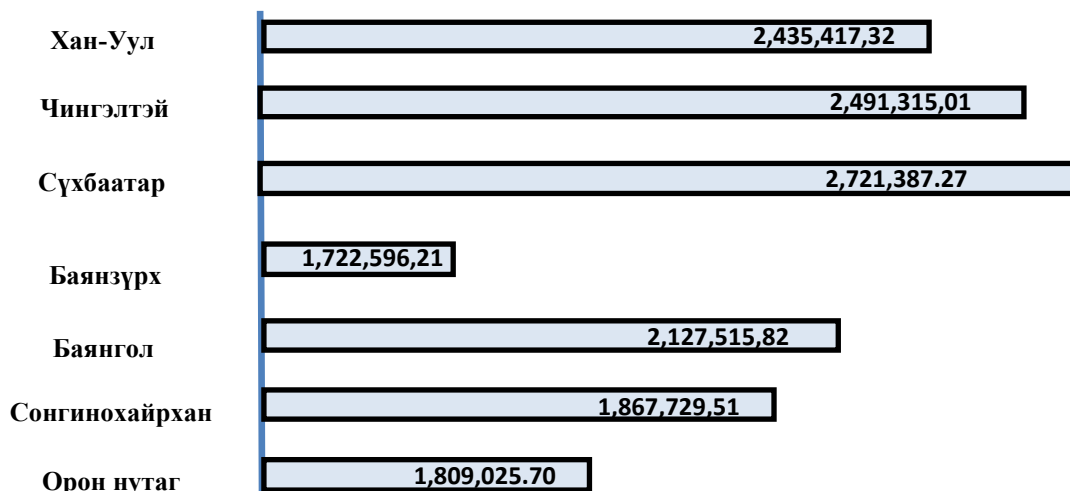 Хан-Уул 2,435,417,32
Чингэлтэй 2,491,315,01
Сүхбаатар 2,721,387.27
Баянзүрх 1,722,596,21
Баянгол 2,127,515,82
Сонгинохайрхан 1,867,729,51
Орон нутаг 1,809,025.70